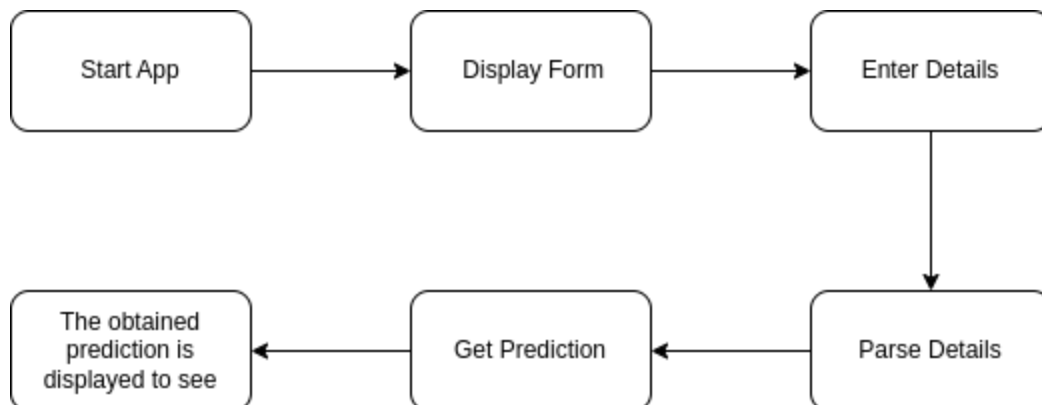 Start App
Display Form
Enter Details
Parse Details
Get Prediction
The obtained
prediction is
displayed to see